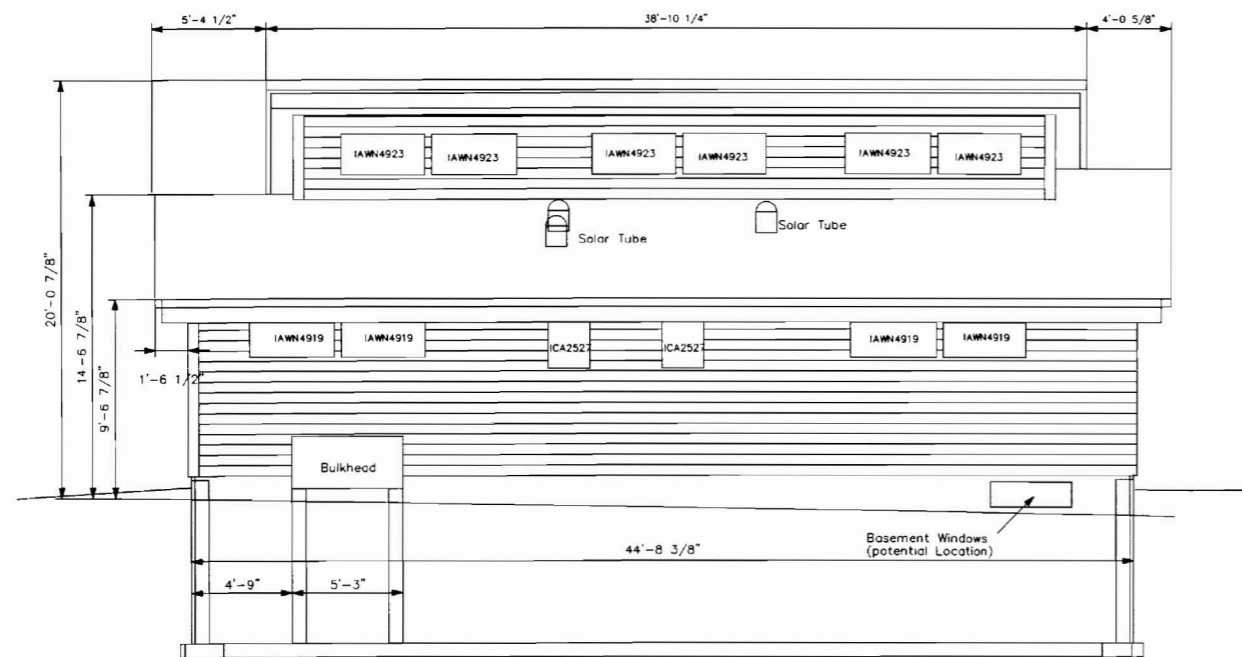 5'-4 1/2"
38'-10 1/4"
4'-0 5/8"
IAWN4923
IAWN4923
IAWN4923
IAWN4923
IAWN4923
IAWN4923
Solar Tube
Solar Tube
20'-0 7/8"
14'-6 7/8"
9'-6 7/8"
1'-6 1/2"
IAWN4919
IAWN4919
ICA2527
ICA2527
IAWN4919
IAWN4919
Bulkhead
Basement Windows
(potential Location)
44'-8 3/8"
4'-9"
5'-3"